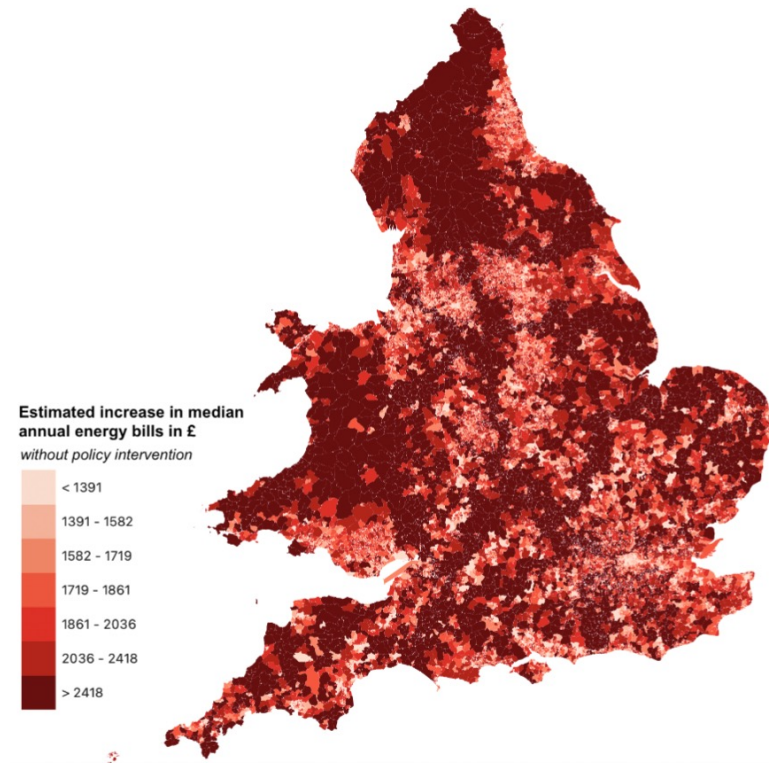 Estimated increase in median
annual energy bills in £
without policy intervention
< 1391
1391 - 1582
1582 - 1719
1719 - 1861
1861 - 2036
2036 - 2418
> 2418